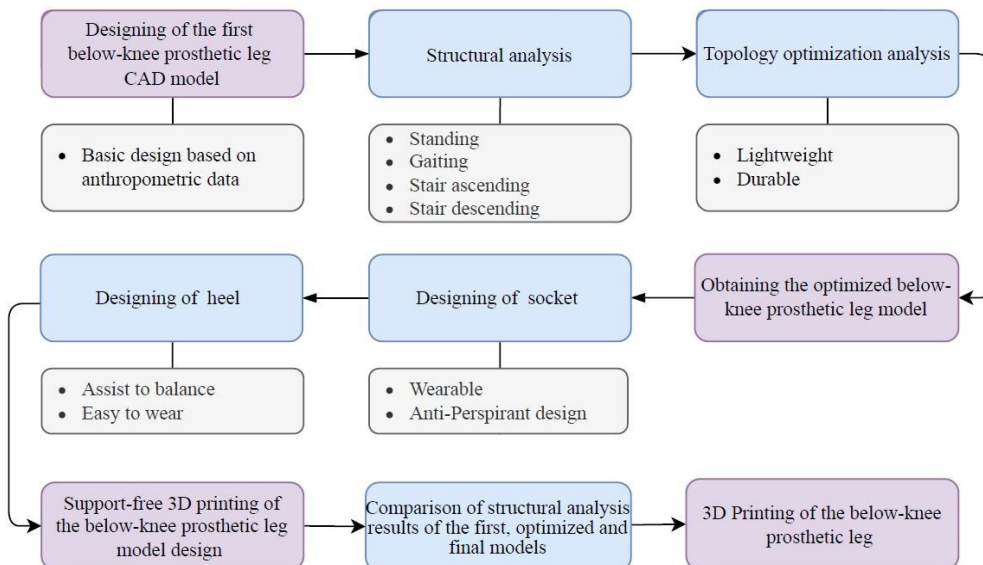 Designing of the first
below-knee prosthetic leg
CAD model
Structural analysis
Topology optimization analysis
• Basic design based on
anthropometric data
• Standing
• Gaiting
• Stair ascending
• Stair descending
• Lightweight
• Durable
Designing of heel
Designing of socket
Obtaining the optimized below-
knee prosthetic leg model
• Assist to balance
• Easy to wear
• Wearable
• Anti-Perspirant design
Support-free 3D printing of
the below-knee prosthetic leg
model design
Comparison of structural analysis
results of the first, optimized and
final models
3D Printing of the below-knee
prosthetic leg